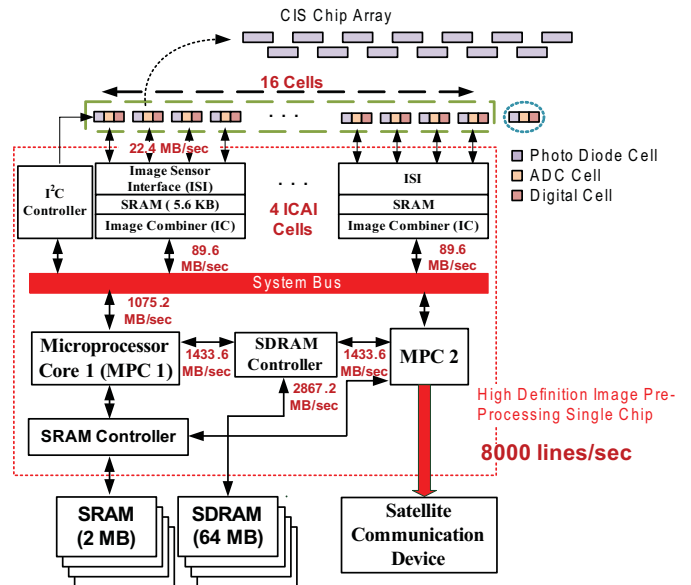 CIS Chip Array
16 Cells
. . .
22.4 MB/sec
Photo Diode Cell
ADC Cell
Digital Cell
I²C
Controller
Image Sensor
Interface (ISI)
SRAM ( 5.6 KB)
Image Combiner (IC)
. . .
4 ICAI
Cells
ISI
SRAM
Image Combiner (IC)
89.6
MB/sec
89.6
MB/sec
System Bus
1075.2
MB/sec
Microprocessor
Core 1 (MPC 1)
1433.6
MB/sec
SDRAM
Controller
1433.6
MB/sec
MPC 2
2867.2
MB/sec
High Definition Image Pre-
Processing Single Chip
8000 lines/sec
SRAM Controller
SRAM
(2 MB)
SDRAM
(64 MB)
Satellite
Communication
Device